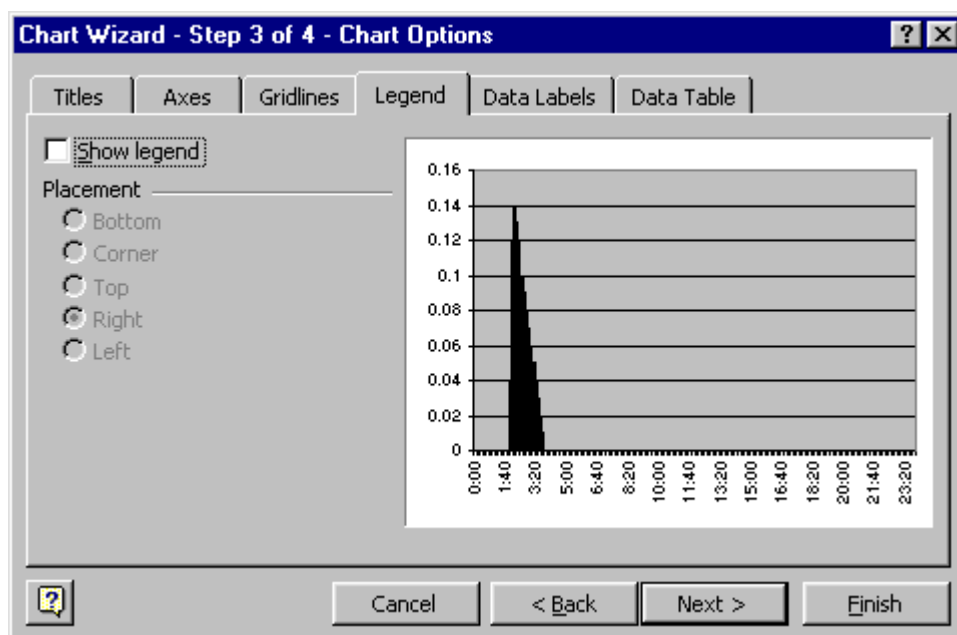 Chart Wizard - Step 3 of 4 - Chart Options
Titles Axes Gridlines Legend Data Labels Data Table
Show legend
Placement
Bottom
Corner
Top
Right
Left
0.16
0.14
0.12
0.1
0.08
0.06
0.04
0.02
0
0:00 1:40 3:20 5:00 6:40 8:20 10:00 11:40 13:20 15:00 16:40 18:20 20:00 21:40 23:20
Cancel < Back Next > Finish